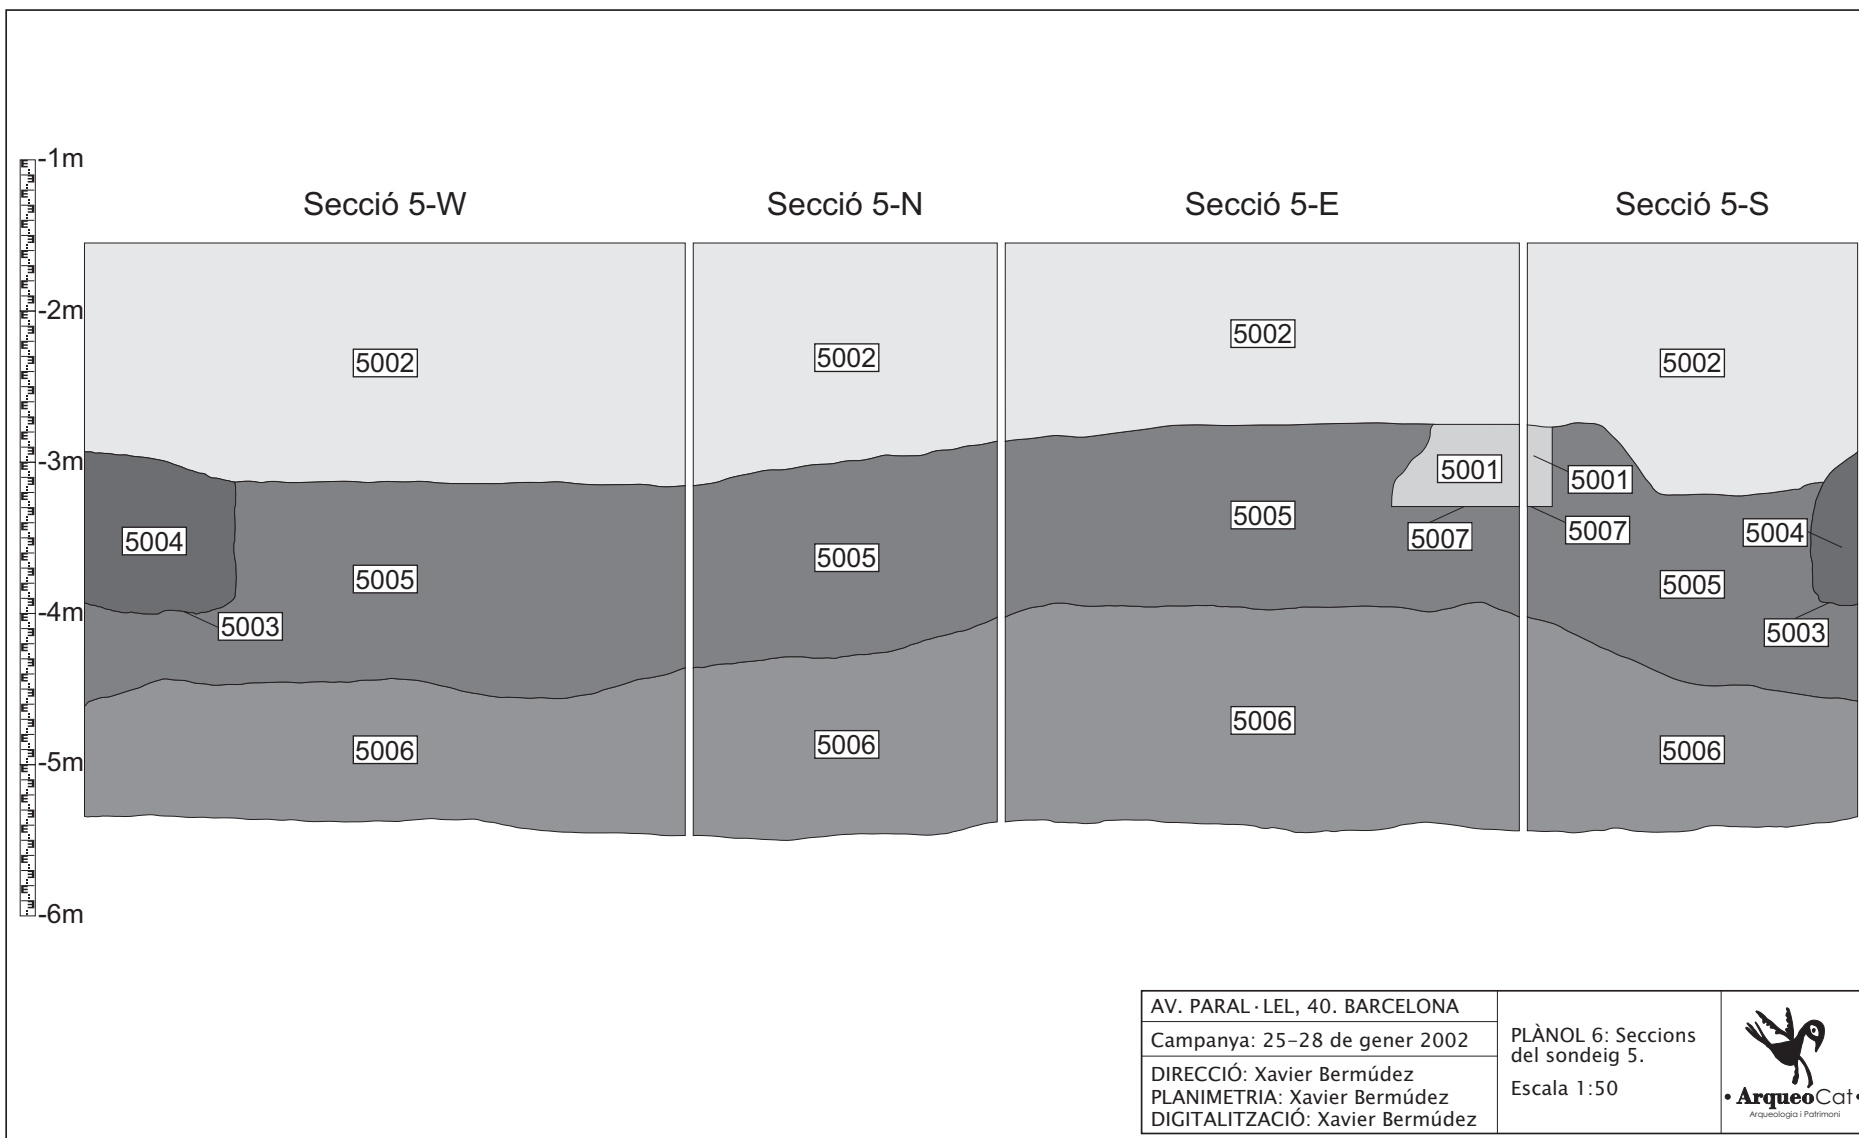 -1m
-2m
-3m
-4m
-5m
-6m
Secció 5-W
Secció 5-N
Secció 5-E
Secció 5-S
5002
5004
5003
5005
5006
5002
5005
5006
5002
5001
5005
5007
5006
5002
5001
5007
5004
5005
5003
5006
AV. PARAL·LEL, 40. BARCELONA
Campanya: 25-28 de gener 2002
DIRECCIÓ: Xavier Bermúdez
PLANIMETRIA: Xavier Bermúdez
DIGITALITZACIÓ: Xavier Bermúdez
PLÀNOL 6: Seccions
del sondeig 5.
Escala 1:50
• ArqueoCat •
Arqueologia i Patrimoni